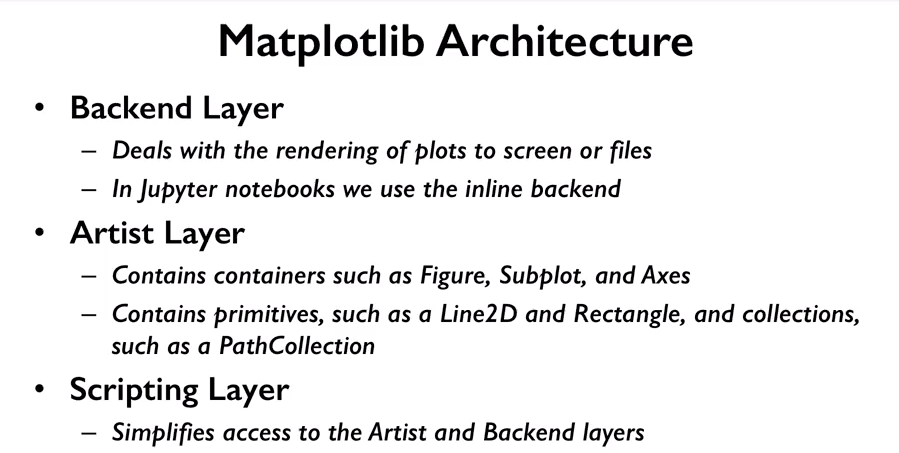 Matplotlib Architecture
• Backend Layer
– Deals with the rendering of plots to screen or files
– In Jupyter notebooks we use the inline backend
• Artist Layer
– Contains containers such as Figure, Subplot, and Axes
– Contains primitives, such as a Line2D and Rectangle, and collections,
such as a PathCollection
• Scripting Layer
– Simplifies access to the Artist and Backend layers